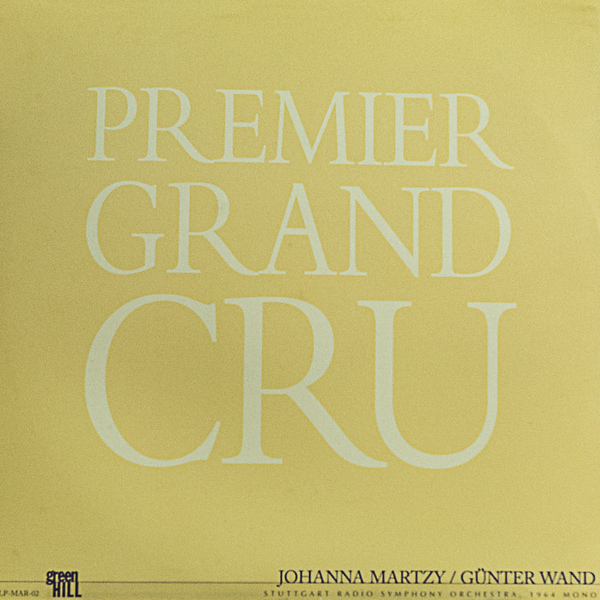 PREMIER
GRAND
CRU
JOHANNA MARTZY / GÜNTER WAND
green
HILL
LP-MAR-02
STUTTGART RADIO SYMPHONY ORCHESTRA, 1964 MONO